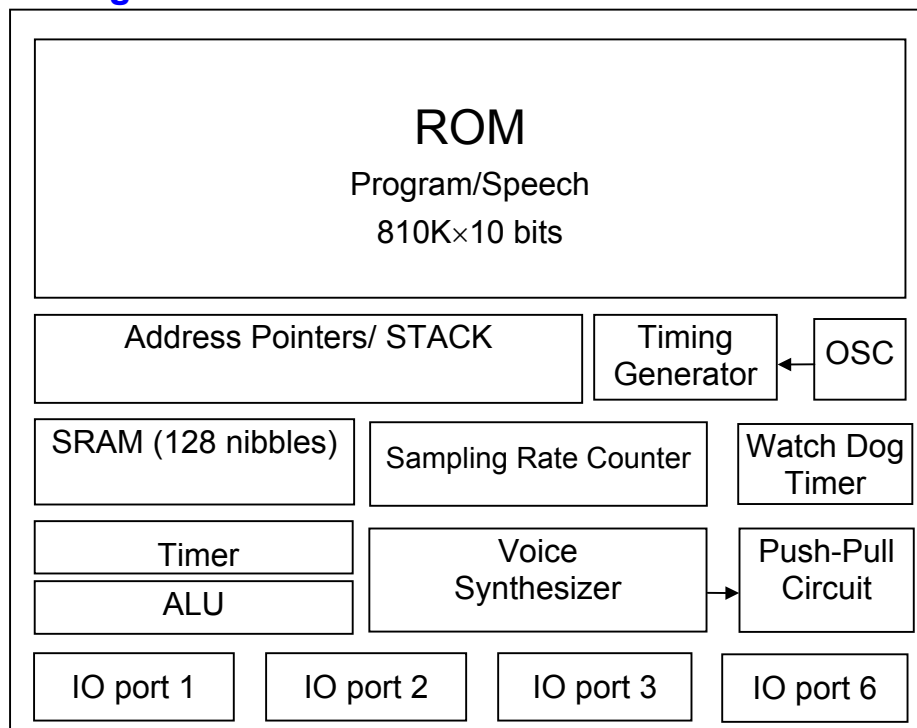 ROM
Program/Speech
810K×10 bits
Address Pointers/ STACK
Timing
Generator
OSC
SRAM (128 nibbles)
Sampling Rate Counter
Watch Dog
Timer
Timer
ALU
Voice
Synthesizer
Push-Pull
Circuit
IO port 1
IO port 2
IO port 3
IO port 6